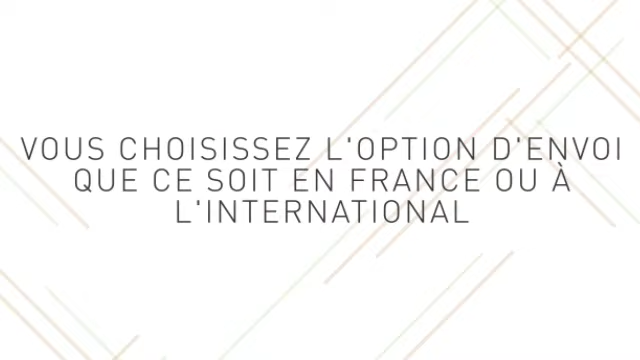 VOUS CHOISISSEZ L'OPTION D'ENVOI
QUE CE SOIT EN FRANCE OU À
L'INTERNATIONAL